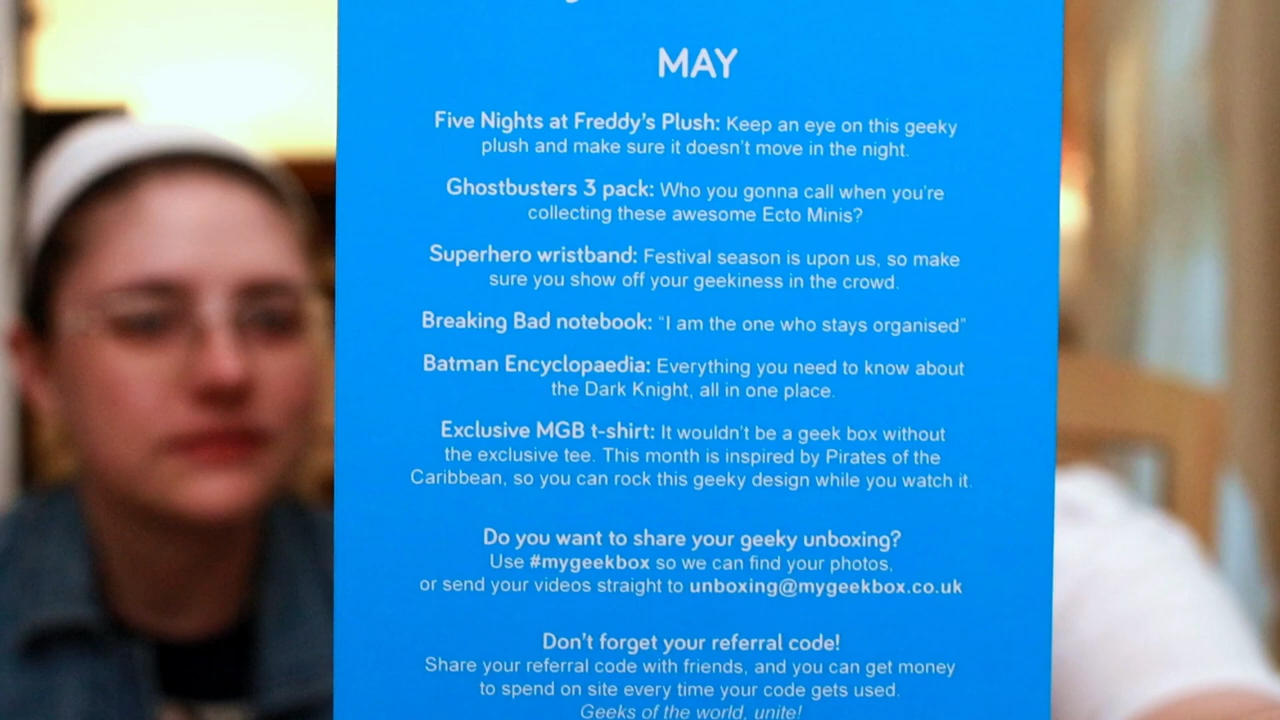 MAY
Five Nights at Freddy's Plush: Keep an eye on this geeky
plush and make sure it doesn't move in the night.
Ghostbusters 3 pack: Who you gonna call when you're
collecting these awesome Ecto Minis?
Superhero wristband: Festival season is upon us, so make
sure you show off your geekiness in the crowd.
Breaking Bad notebook: "I am the one who stays organised"
Batman Encyclopaedia: Everything you need to know about
the Dark Knight, all in one place.
Exclusive MGB t-shirt: It wouldn't be a geek box without
the exclusive tee. This month is inspired by Pirates of the
Caribbean, so you can rock this geeky design while you watch it.
Do you want to share your geeky unboxing?
Use #mygeekbox so we can find your photos,
or send your videos straight to unboxing@mygeekbox.co.uk
Don't forget your referral code!
Share your referral code with friends, and you can get money
to spend on site every time your code gets used.
Geeks of the world, unite!